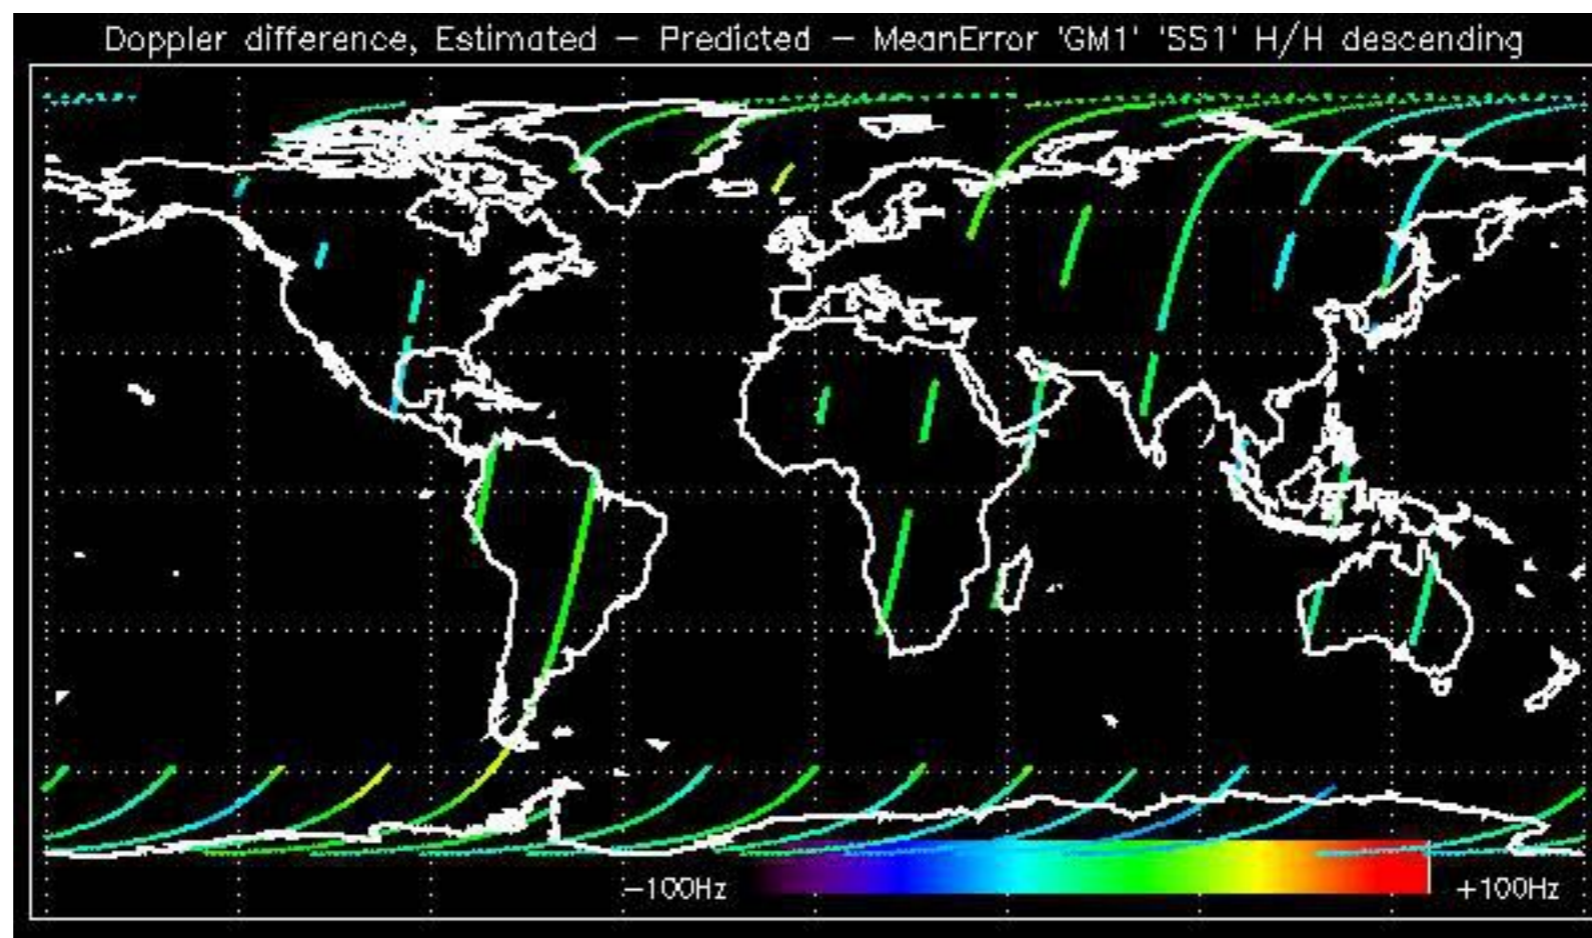 Doppler difference, Estimated – Predicted – MeanError 'GM1' 'SS1' H/H descending
–100Hz +100Hz